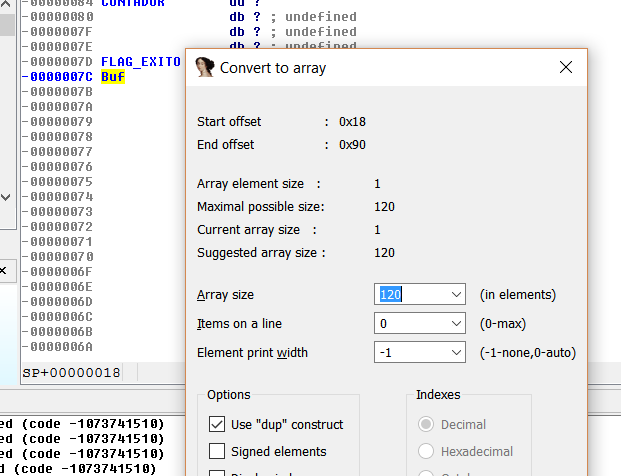 -00000084 CONTADOR dd ?
-00000080 db ? ; undefined
-0000007F db ? ; undefined
-0000007E db ? ; undefined
-0000007D FLAG_EXITO
-0000007C Buf
-0000007B
-0000007A
-00000079
-00000078
-00000077
-00000076
-00000075
-00000074
-00000073
-00000072
-00000071
-00000070
-0000006F
-0000006E
-0000006D
-0000006C
-0000006B
-0000006A
SP+00000018
ed (code -1073741510)
ed (code -1073741510)
ed (code -1073741510)
d (code -1073741510)
Convert to array
Start offset : 0x18
End offset : 0x90
Array element size : 1
Maximal possible size: 120
Current array size : 1
Suggested array size : 120
Array size 120 (in elements)
Items on a line 0 (0-max)
Element print width -1 (-1-none,0-auto)
Options
Use "dup" construct
Signed elements
Indexes
Decimal
Hexadecimal